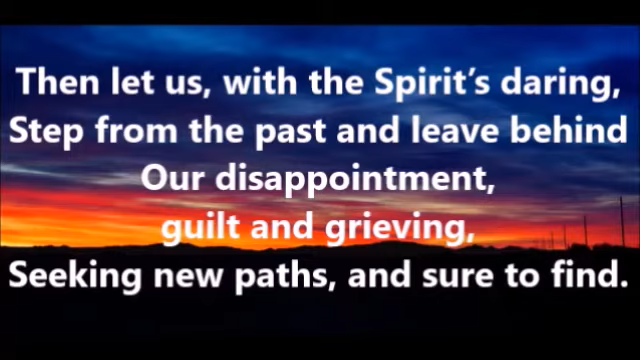 Then let us, with the Spirit’s daring,
Step from the past and leave behind
Our disappointment,
guilt and grieving,
Seeking new paths, and sure to find.